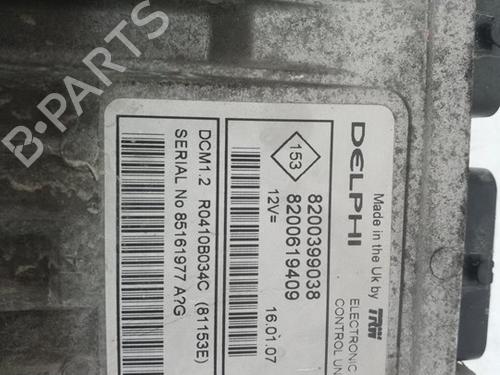 DELPHI
Made in the
Uk by TRW
ELECTRONIC
CONTROL UN
153
8200399038
8200619409
12V=
16.01.07
DCM1.2 R0410B034C (81153E)
SERIAL No 85161977 A?G
B-PARTS